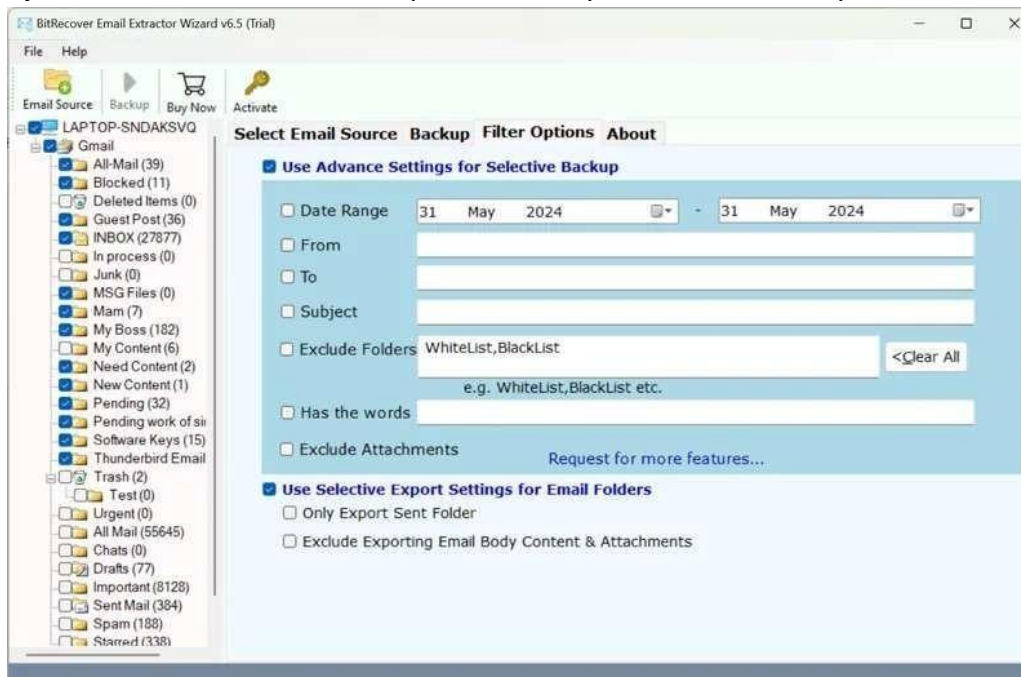 BitRecover Email Extractor Wizard v6.5 (Trial)
File Help
Email Source Backup Buy Now Activate
LAPTOP-SNDAKSVQ
Gmail
All-Mail (39)
Blocked (11)
Deleted Items (0)
Guest Post (36)
INBOX (27877)
In process (0)
Junk (0)
MSG Files (0)
Mam (7)
My Boss (182)
My Content (6)
Need Content (2)
New Content (1)
Pending (32)
Pending work of
Software Keys (15)
Thunderbird Email
Trash (2)
Test (0)
Urgent (0)
All Mail (55645)
Chats (0)
Drafts (77)
Important (8128)
Sent Mail (384)
Spam (188)
Starred (338)
Select Email Source Backup Filter Options About
Use Advance Settings for Selective Backup
Date Range 31 May 2024 - 31 May 2024
From
To
Subject
Exclude Folders WhiteList,BlackList <Clear All
e.g. WhiteList,BlackList etc.
Has the words
Exclude Attachments Request for more features...
Use Selective Export Settings for Email Folders
Only Export Sent Folder
Exclude Exporting Email Body Content & Attachments